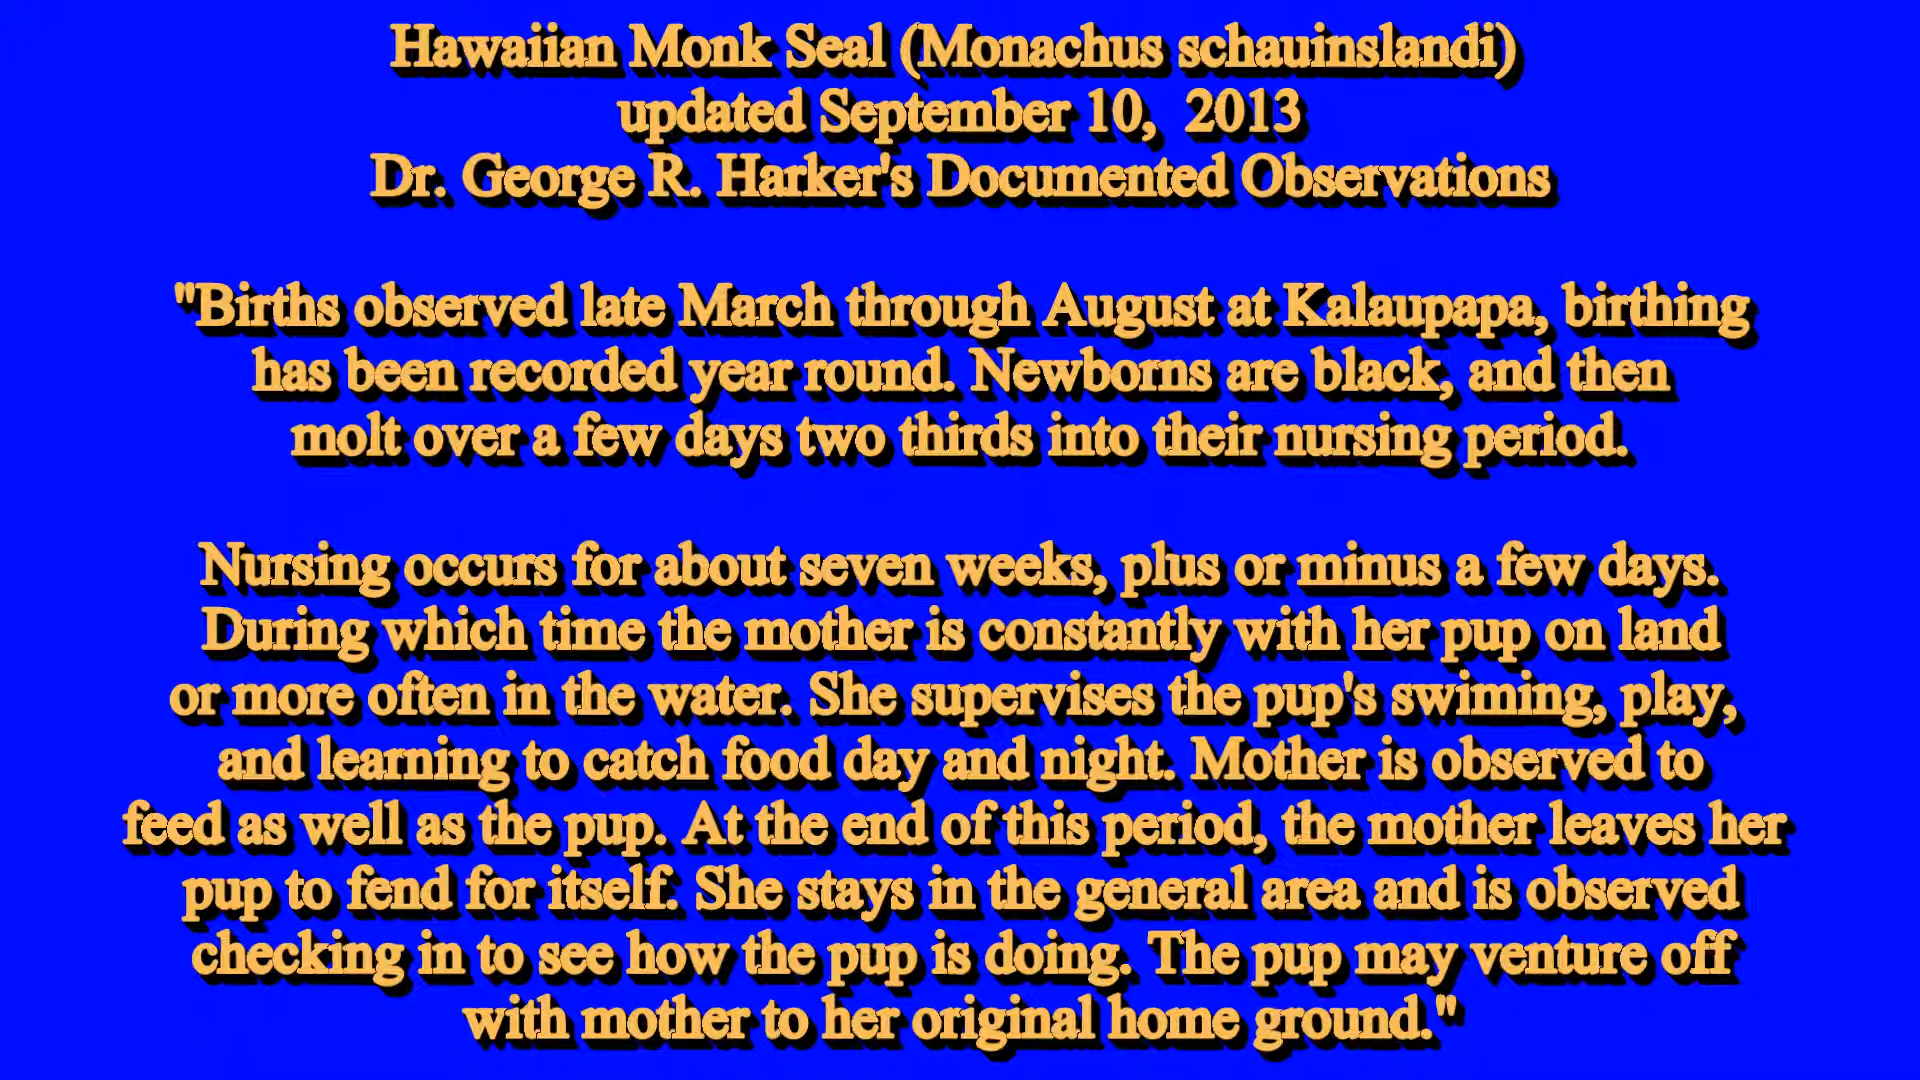 Hawaiian Monk Seal (Monachus schauinslandi)
updated September 10,  2013
Dr. George R. Harker's Documented Observations
"Births observed late March through August at Kalaupapa, birthing
has been recorded year round. Newborns are black, and then
molt over a few days two thirds into their nursing period.
Nursing occurs for about seven weeks, plus or minus a few days.
During which time the mother is constantly with her pup on land
or more often in the water. She supervises the pup's swiming, play,
and learning to catch food day and night. Mother is observed to
feed as well as the pup. At the end of this period, the mother leaves her
pup to fend for itself. She stays in the general area and is observed
checking in to see how the pup is doing. The pup may venture off
with mother to her original home ground."